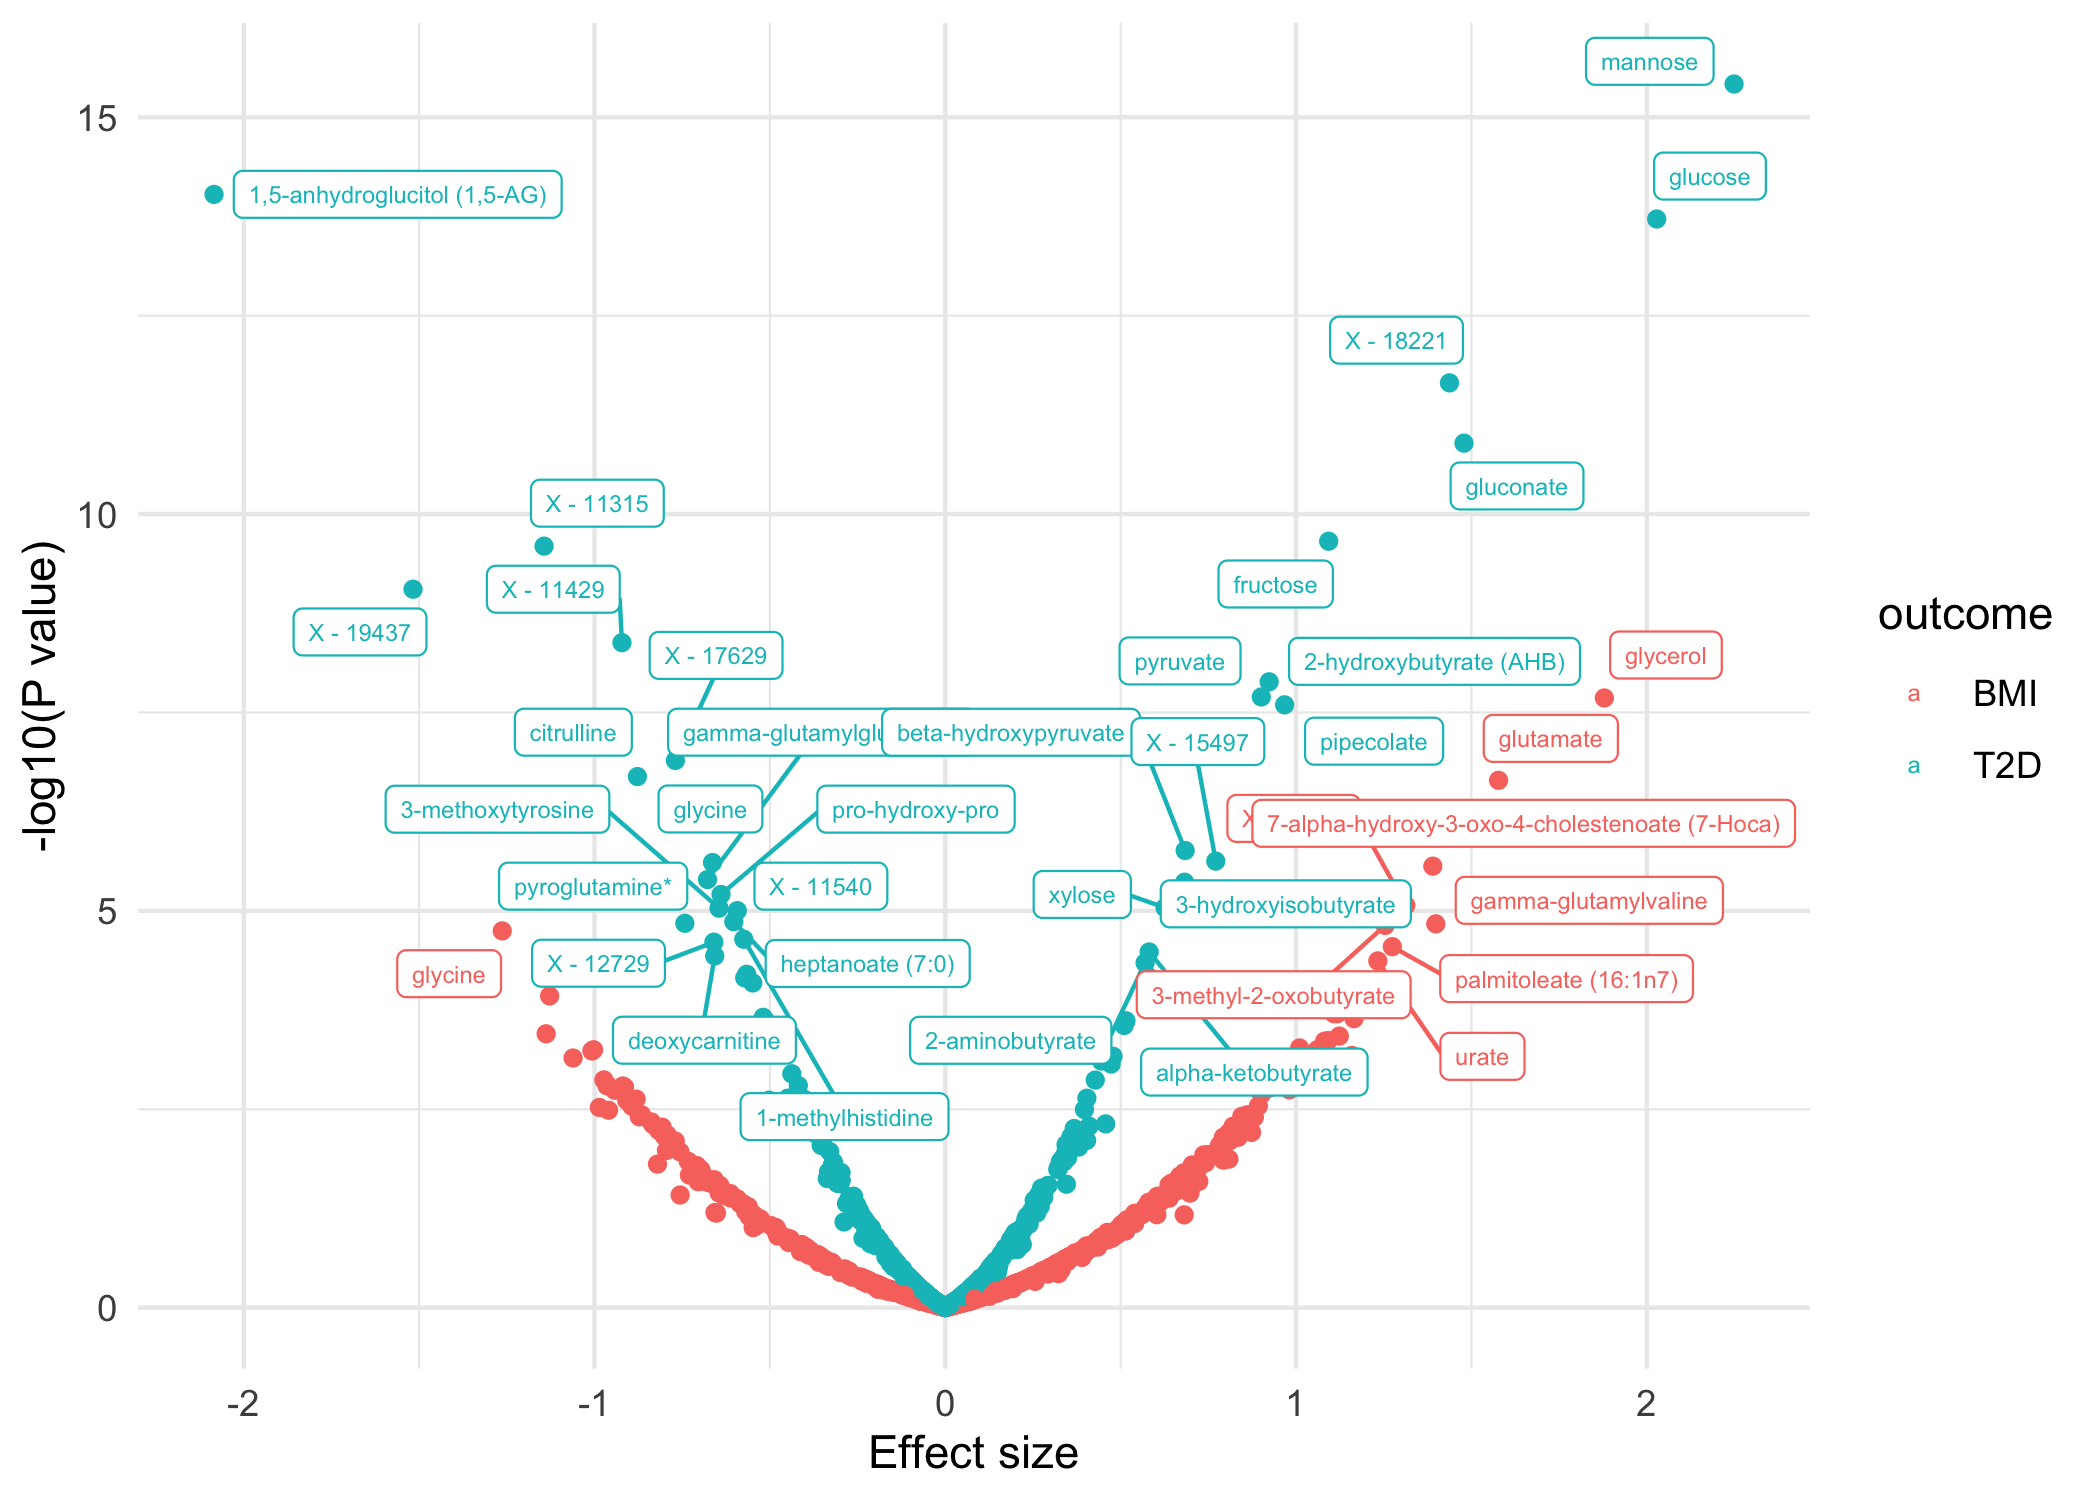 mannose
15
glucose
1,5-anhydroglucitol (1,5-AG)
X - 18221
gluconate
X - 11315
10
fructose
X - 11429
X - 19437
outcome
X - 17629
pyruvate
2-hydroxybutyrate (AHB)
glycerol
BMI
a
citrulline
gamma-glutamylglu
beta-hydroxypyruvate
X - 15497
pipecolate
glutamate
T2D
a
-log10(P value)
3-methoxytyrosine
glycine
pro-hydroxy-pro
X
7-alpha-hydroxy-3-oxo-4-cholestenoate (7-Hoca)
pyroglutamine*
X - 11540
xylose
3-hydroxyisobutyrate
gamma-glutamylvaline
5
glycine
X - 12729
heptanoate (7:0)
3-methyl-2-oxobutyrate
palmitoleate (16:1n7)
deoxycarnitine
2-aminobutyrate
alpha-ketobutyrate
urate
1-methylhistidine
0
-2
-1
0
1
2
Effect size